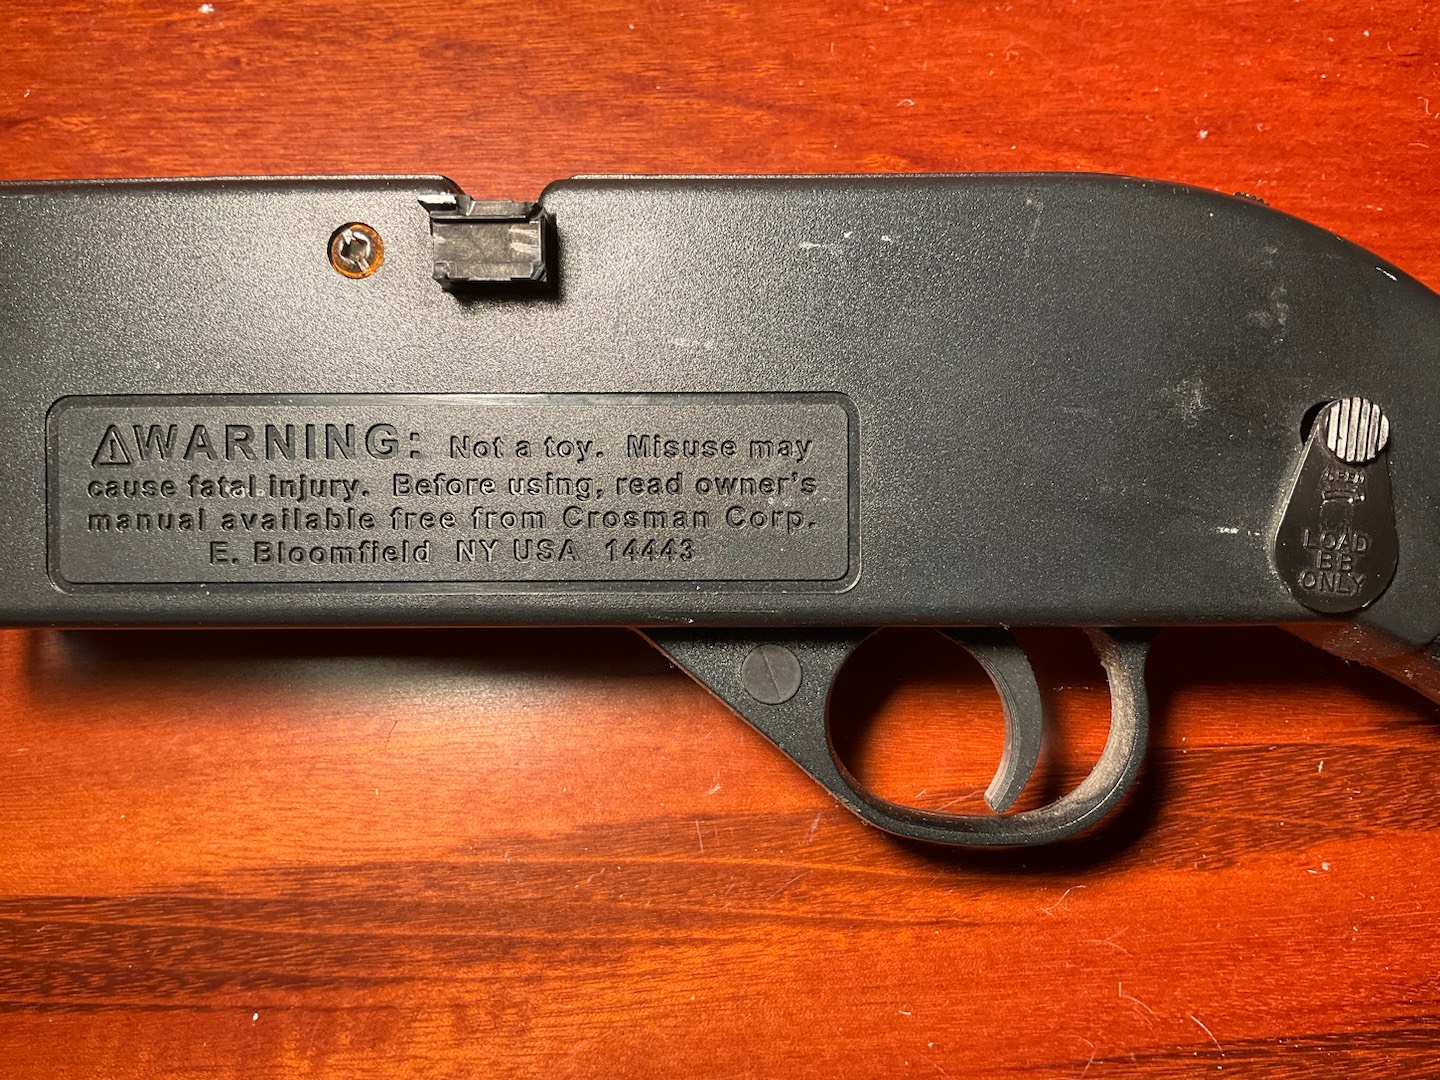 ⚠WARNING: Not a toy. Misuse may
cause fatal injury. Before using, read owner's
manual available free from Crosman Corp.
E. Bloomfield NY USA 14443
OPEN
LOAD
BB
ONLY